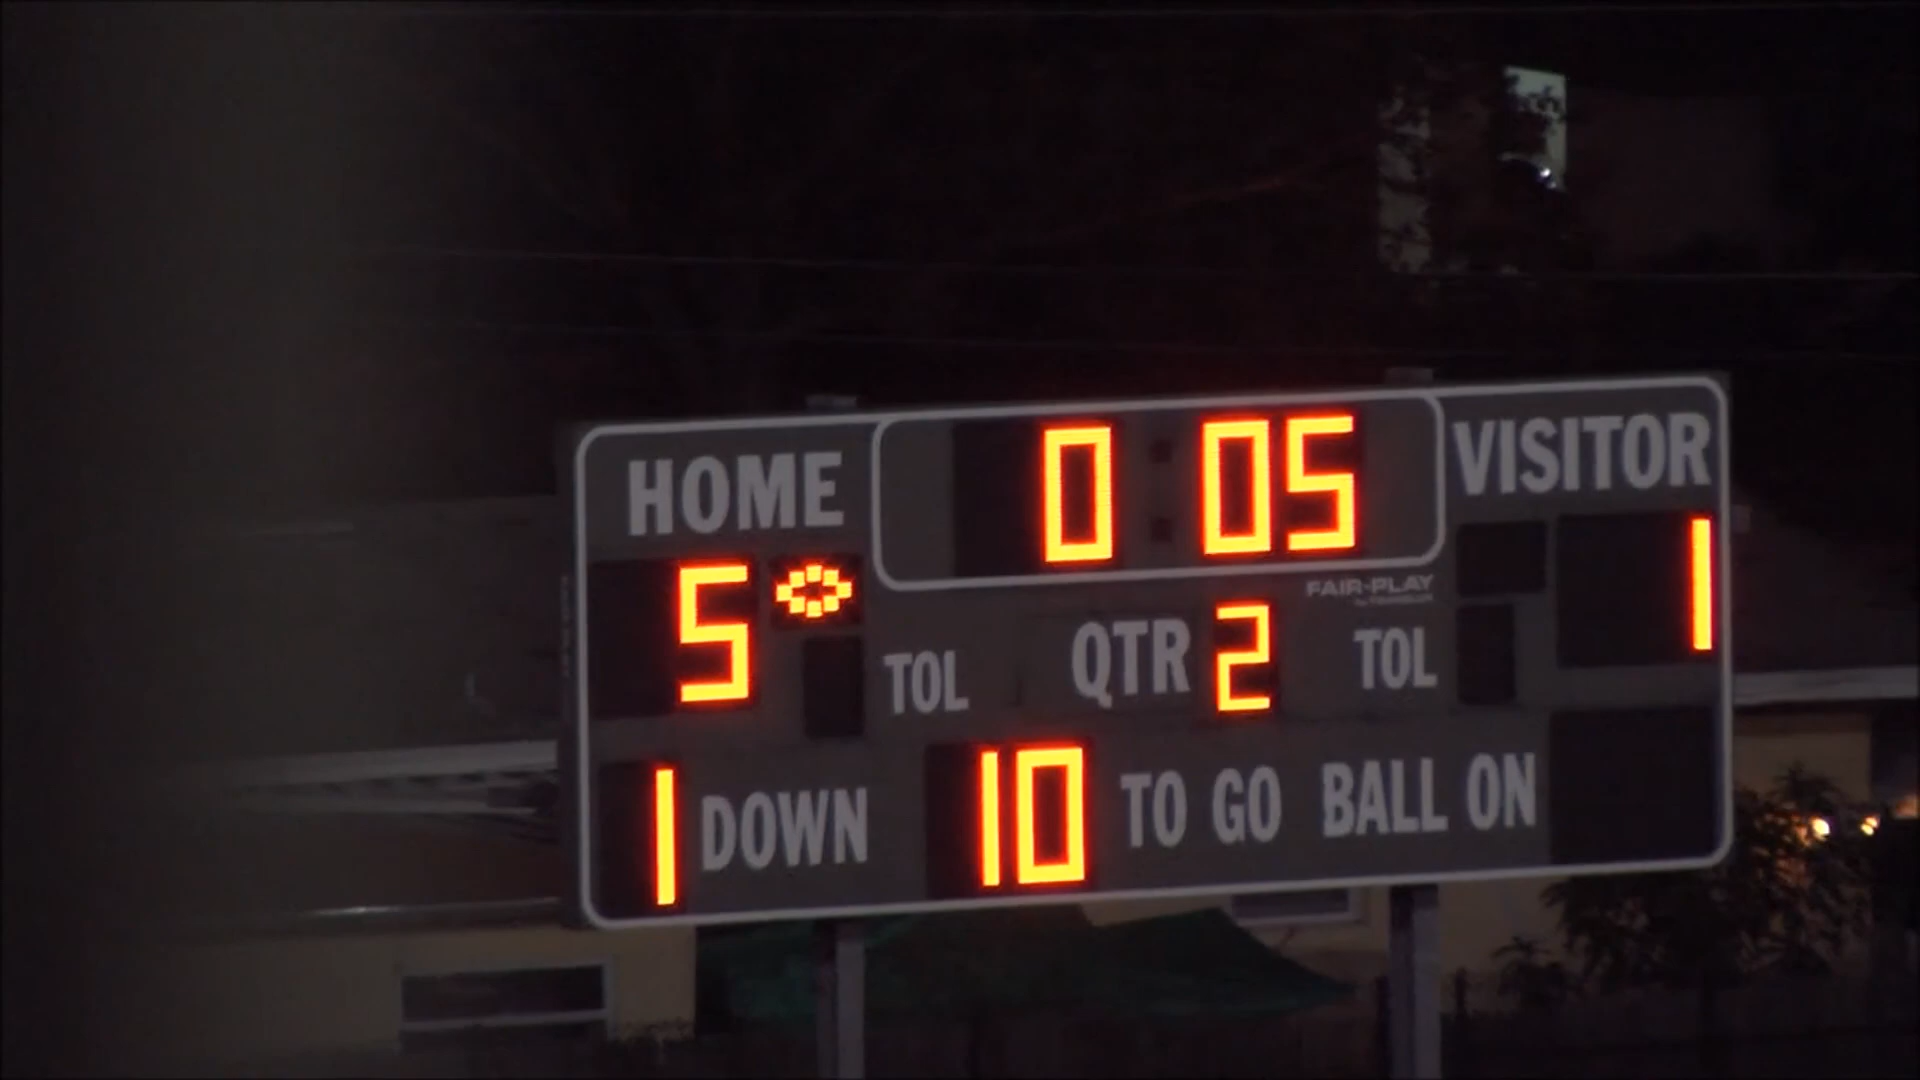 HOME 0:05 VISITOR
5 1
FAIR-PLAY
TOL QTR 2 TOL
1 DOWN 10 TO GO BALL ON